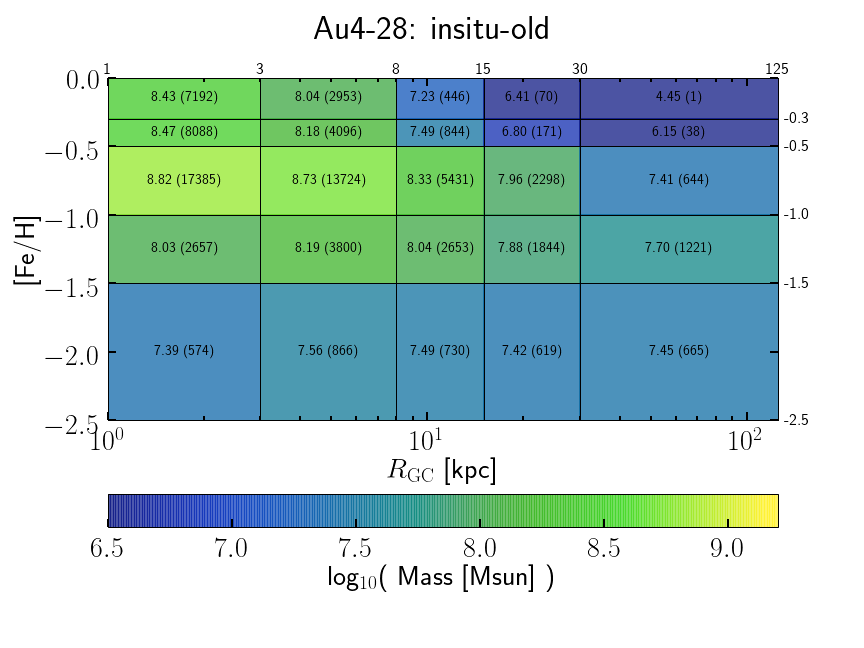 Au4-28: insitu-old
1 3 8 15 30 125
0.0
8.43 (7192) 8.04 (2953) 7.23 (446) 6.41 (70) 4.45 (1)
-0.3
8.47 (8088) 8.18 (4096) 7.49 (844) 6.80 (171) 6.15 (38)
−0.5 -0.5
8.82 (17385) 8.73 (13724) 8.33 (5431) 7.96 (2298) 7.41 (644)
−1.0 -1.0
8.03 (2657) 8.19 (3800) 8.04 (2653) 7.88 (1844) 7.70 (1221)
[Fe/H]
−1.5 -1.5
7.39 (574) 7.56 (866) 7.49 (730) 7.42 (619) 7.45 (665)
−2.0
−2.5 -2.5
10⁰ 10¹ 10²
R_GC [kpc]
6.5 7.0 7.5 8.0 8.5 9.0
log₁₀( Mass [Msun] )